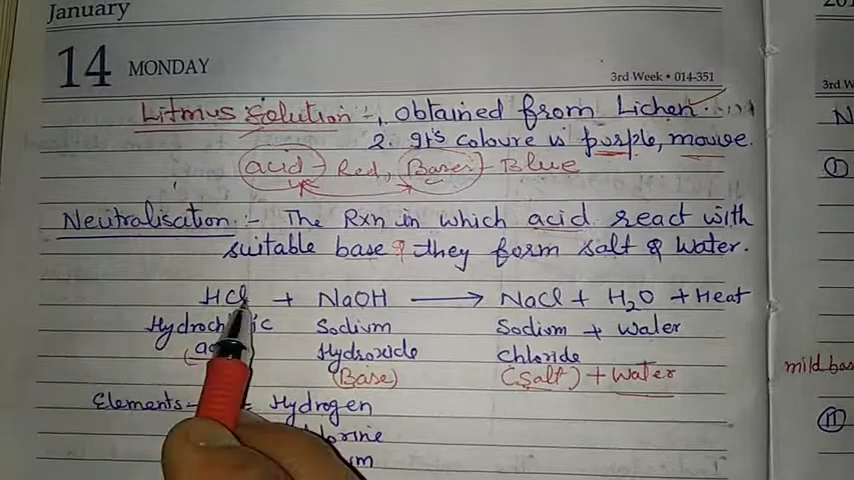 January
14 MONDAY
3rd Week • 014-351
Litmus solution :-, obtained from Lichen
2. It's coloure is purple, mauve.
acid - Red, Bases - Blue
Neutralisation :- The Rxn in which acid react with
suitable base & they form salt & Water.
HCl + NaOH → NaCl + H2O + Heat
Sodium Sodium + water
Hydroxide chloride
(Base) (Salt) + water
Elements - Hydrogen
3rd W
mild bas